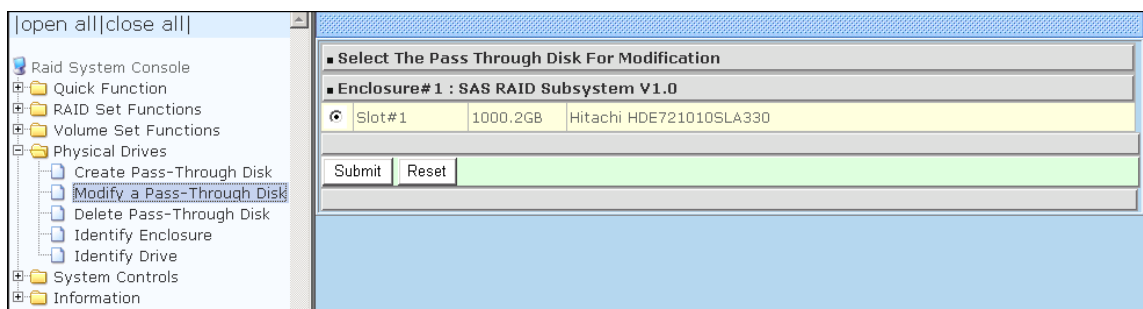 |open all|close all|
Raid System Console
Quick Function
RAID Set Functions
Volume Set Functions
Physical Drives
Create Pass-Through Disk
Modify a Pass-Through Disk
Delete Pass-Through Disk
Identify Enclosure
Identify Drive
System Controls
Information
Select The Pass Through Disk For Modification
Enclosure#1 : SAS RAID Subsystem V1.0
Slot#1 1000.2GB Hitachi HDE721010SLA330
Submit Reset